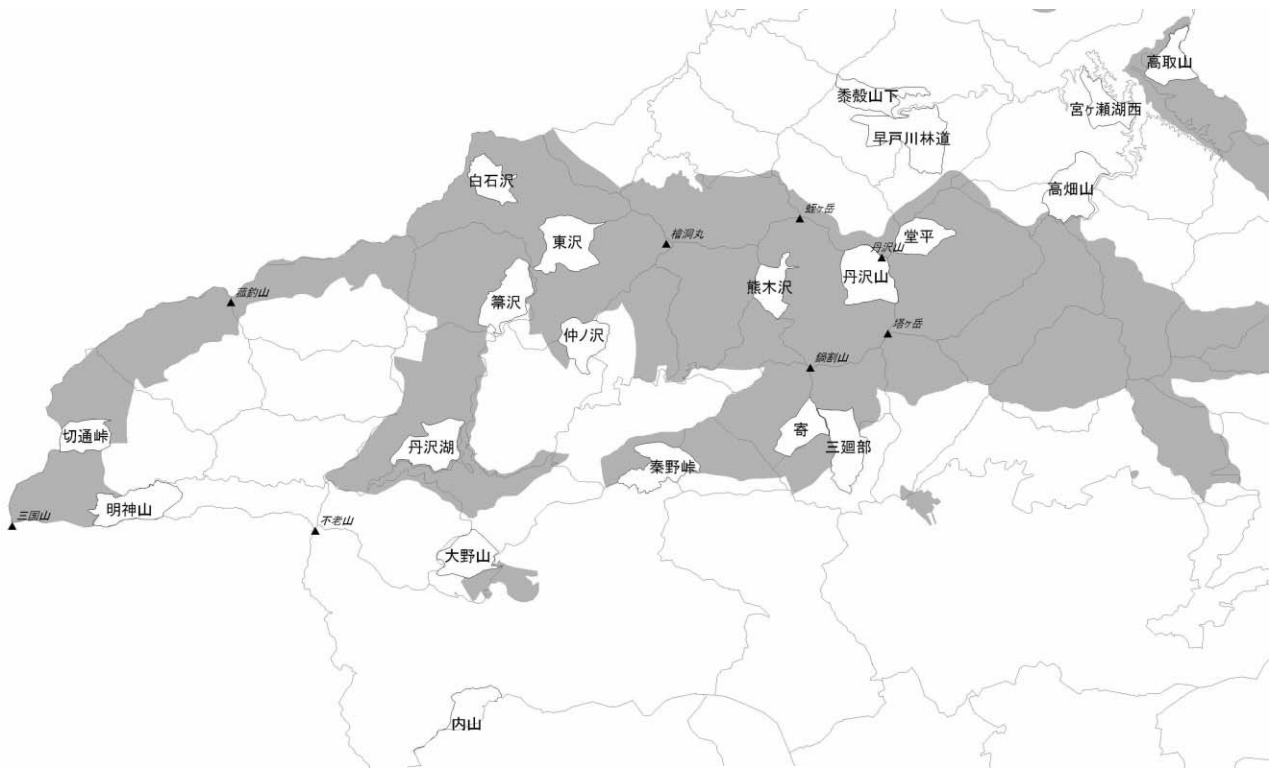 高取山
黍殻山下
宮ヶ瀬湖西
早戸川林道
白石沢
高畑山
蛭ヶ岳
東沢
檜洞丸
堂平
丹沢山
丹沢山
熊木沢
菰釣山
箒沢
仲ノ沢
塔ヶ岳
鍋割山
切通峠
寄
丹沢湖
三廻部
秦野峠
明神山
三国山
不老山
大野山
内山